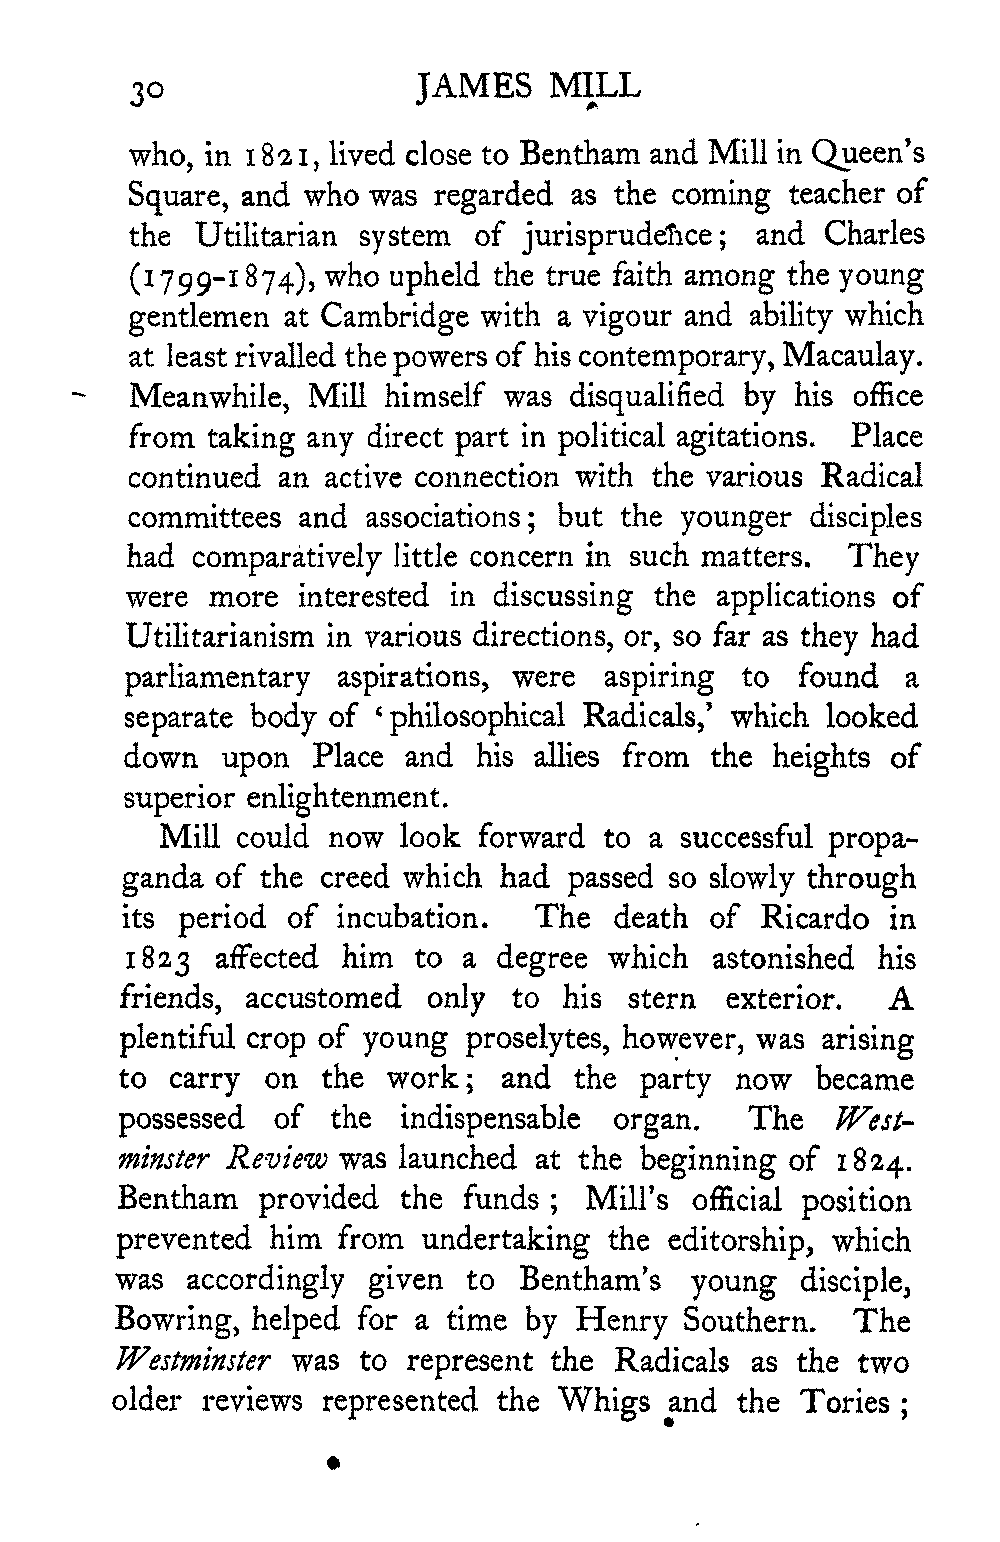 30 JAMES MILL
who, in 1821, lived close to Bentham and Mill in Queen's
Square, and who was regarded as the coming teacher of
the Utilitarian system of jurisprudence; and Charles
(1799-1874), who upheld the true faith among the young
gentlemen at Cambridge with a vigour and ability which
at least rivalled the powers of his contemporary, Macaulay.
Meanwhile, Mill himself was disqualified by his office
from taking any direct part in political agitations. Place
continued an active connection with the various Radical
committees and associations; but the younger disciples
had comparatively little concern in such matters. They
were more interested in discussing the applications of
Utilitarianism in various directions, or, so far as they had
parliamentary aspirations, were aspiring to found a
separate body of ‘philosophical Radicals,’ which looked
down upon Place and his allies from the heights of
superior enlightenment.
Mill could now look forward to a successful propa-
ganda of the creed which had passed so slowly through
its period of incubation. The death of Ricardo in
1823 affected him to a degree which astonished his
friends, accustomed only to his stern exterior. A
plentiful crop of young proselytes, however, was arising
to carry on the work; and the party now became
possessed of the indispensable organ. The West-
minster Review was launched at the beginning of 1824.
Bentham provided the funds; Mill's official position
prevented him from undertaking the editorship, which
was accordingly given to Bentham's young disciple,
Bowring, helped for a time by Henry Southern. The
Westminster was to represent the Radicals as the two
older reviews represented the Whigs and the Tories;